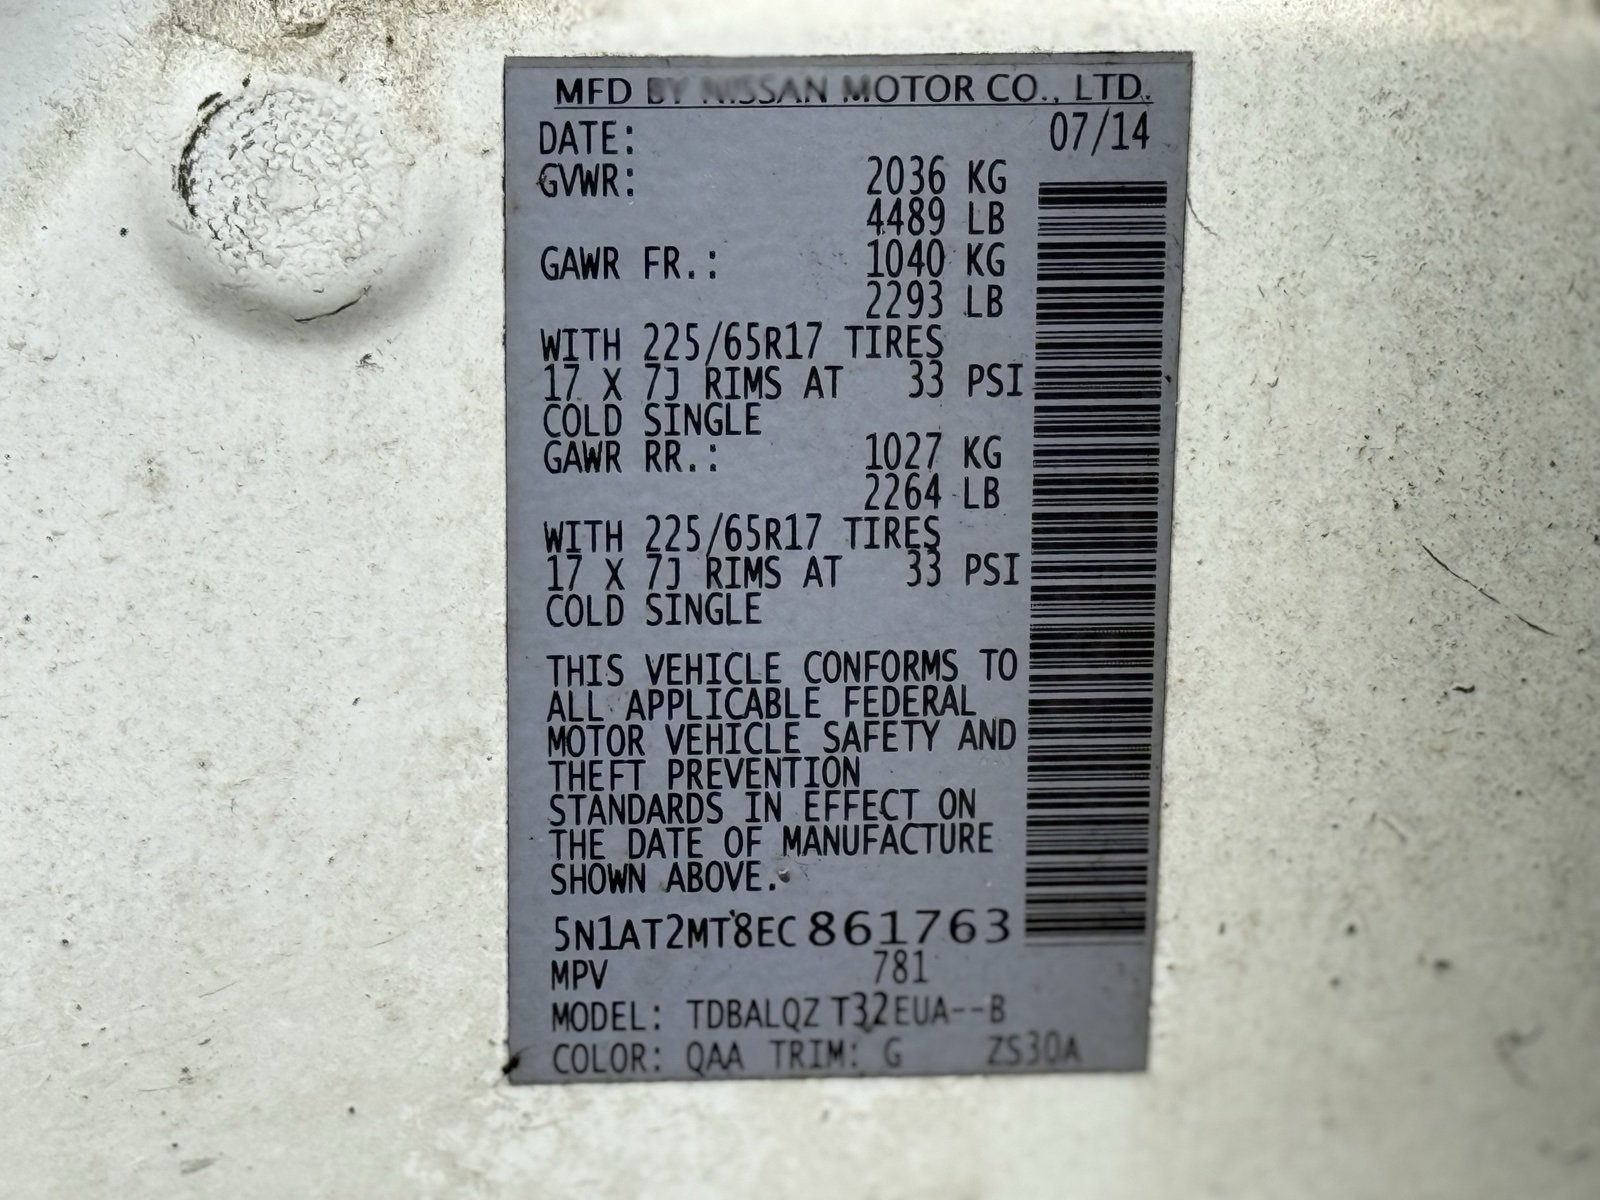 MFD BY NISSAN MOTOR CO., LTD.
DATE: 07/14
GVWR: 2036 KG
4489 LB
GAWR FR.: 1040 KG
2293 LB
WITH 225/65R17 TIRES
17 X 7J RIMS AT 33 PSI
COLD SINGLE
GAWR RR.: 1027 KG
2264 LB
WITH 225/65R17 TIRES
17 X 7J RIMS AT 33 PSI
COLD SINGLE
THIS VEHICLE CONFORMS TO
ALL APPLICABLE FEDERAL
MOTOR VEHICLE SAFETY AND
THEFT PREVENTION
STANDARDS IN EFFECT ON
THE DATE OF MANUFACTURE
SHOWN ABOVE.
5N1AT2MT8EC861763
MPV 781
MODEL: TDBALQZ T32EUA--B
COLOR: QAA TRIM: G ZS30A